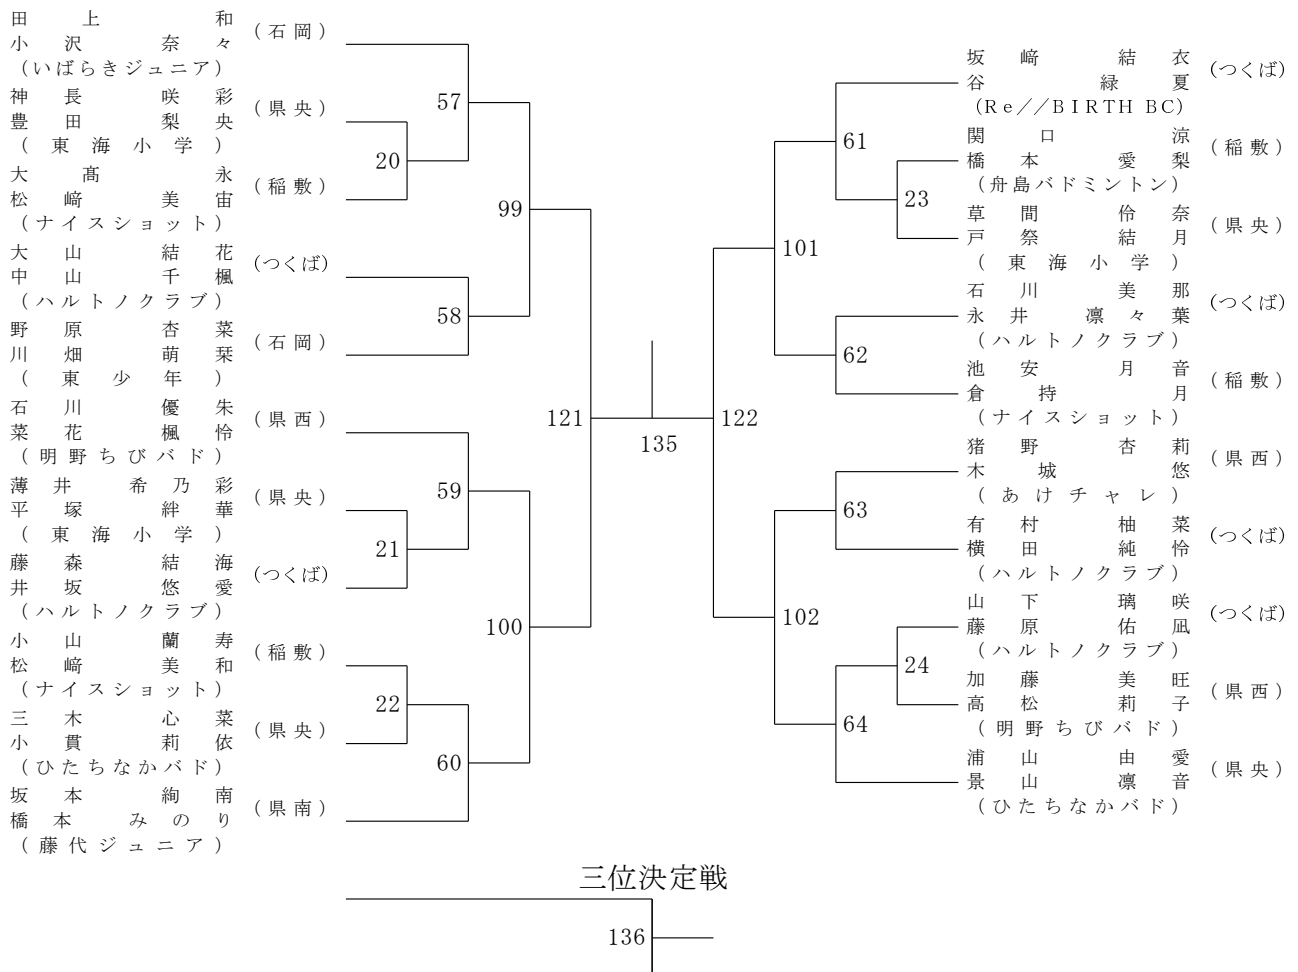 田上和
小沢奈々
(いばらきジュニア)
(石岡)
神長咲彩
豊田梨央
(東海小学)
(県央)
大髙永
松﨑美宙
(ナイスショット)
(稲敷)
大山結花
中山千楓
(ハルトノクラブ)
(つくば)
野原杏菜
川畑萌栞
(東少年)
(石岡)
石川優朱
菜花楓怜
(明野ちびバド)
(県西)
薄井希乃彩
平塚絆華
(東海小学)
(県央)
藤森結海
井坂悠愛
(ハルトノクラブ)
(つくば)
小山蘭寿
松﨑美和
(ナイスショット)
(稲敷)
三木心菜
小貫莉依
(ひたちなかバド)
(県央)
坂本絢南
橋本みのり
(藤代ジュニア)
(県南)
20
21
22
57
58
59
60
99
100
121
135
122
101
102
61
62
63
64
23
24
坂﨑結衣
谷緑夏
(Re//BIRTH BC)
(つくば)
関口涼
橋本愛梨
(舟島バドミントン)
(稲敷)
草間伶奈
戸祭結月
(東海小学)
(県央)
石川美那
永井凛々葉
(ハルトノクラブ)
(つくば)
池安月音
倉持月
(ナイスショット)
(稲敷)
猪野杏莉
木城悠
(あけチャレ)
(県西)
有村柚菜
横田純怜
(ハルトノクラブ)
(つくば)
山下璃咲
藤原佑凪
(ハルトノクラブ)
(つくば)
加藤美旺
高松莉子
(明野ちびバド)
(県西)
浦山由愛
景山凛音
(ひたちなかバド)
(県央)
三位決定戦
136